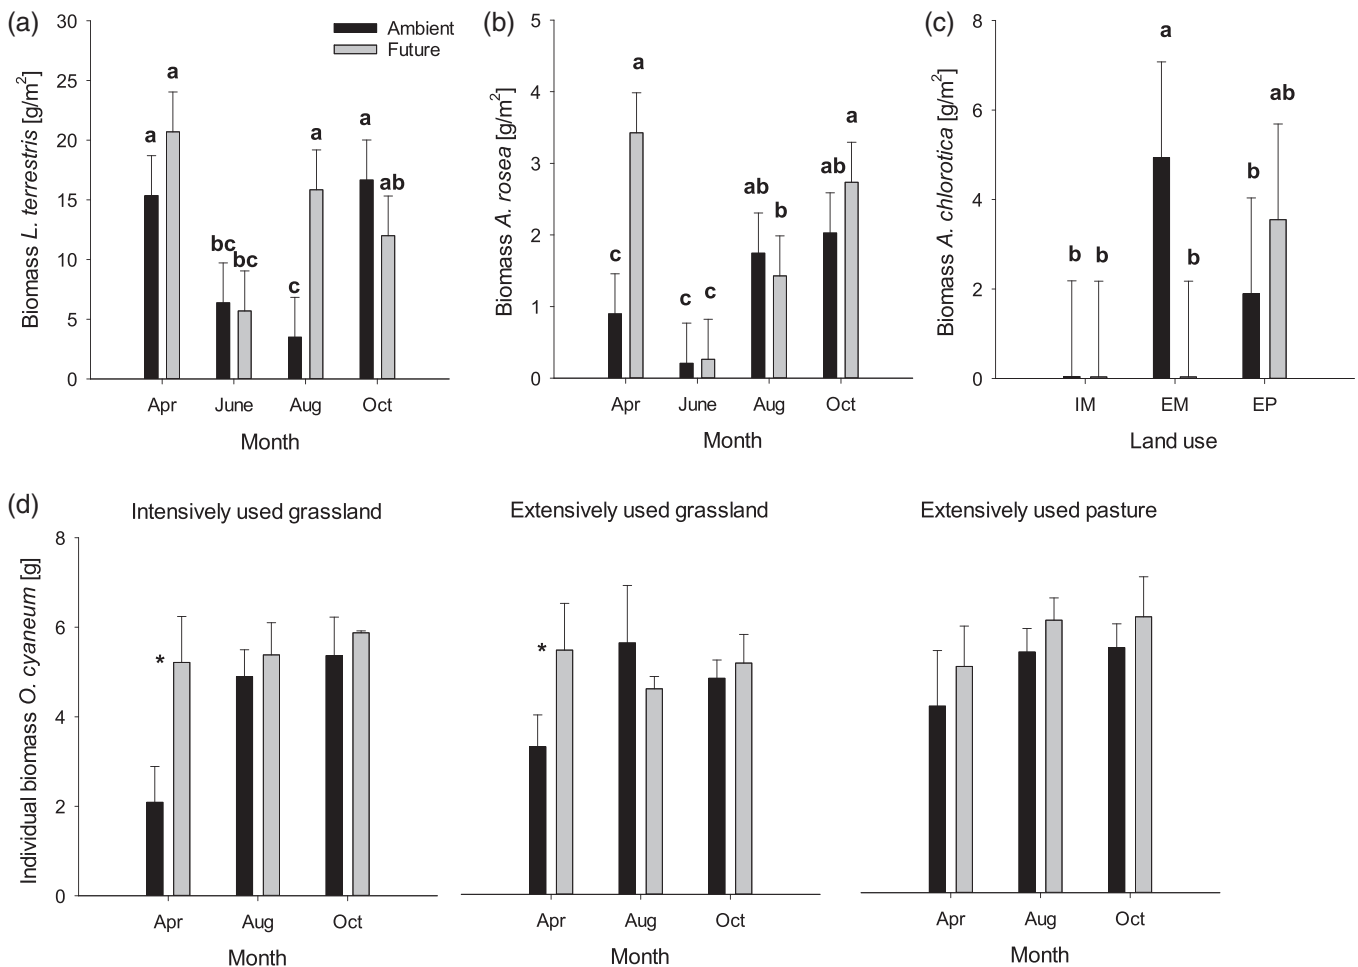 (a)
30
25
20
15
10
5
0
Biomass L. terrestris [g/m²]
Ambient
Future
a
a
bc
bc
c
a
a
ab
Apr June Aug Oct
Month
(b)
5
4
3
2
1
0
Biomass A. rosea [g/m²]
c
a
c
c
ab
b
ab
a
Apr June Aug Oct
Month
(c)
8
6
4
2
0
Biomass A. chlorotica [g/m²]
b
b
a
b
b
ab
IM EM EP
Land use
(d)
Intensively used grassland
8
6
4
2
0
Individual biomass O. cyaneum [g]
*
Apr Aug Oct
Month
Extensively used grassland
*
Apr Aug Oct
Month
Extensively used pasture
Apr Aug Oct
Month